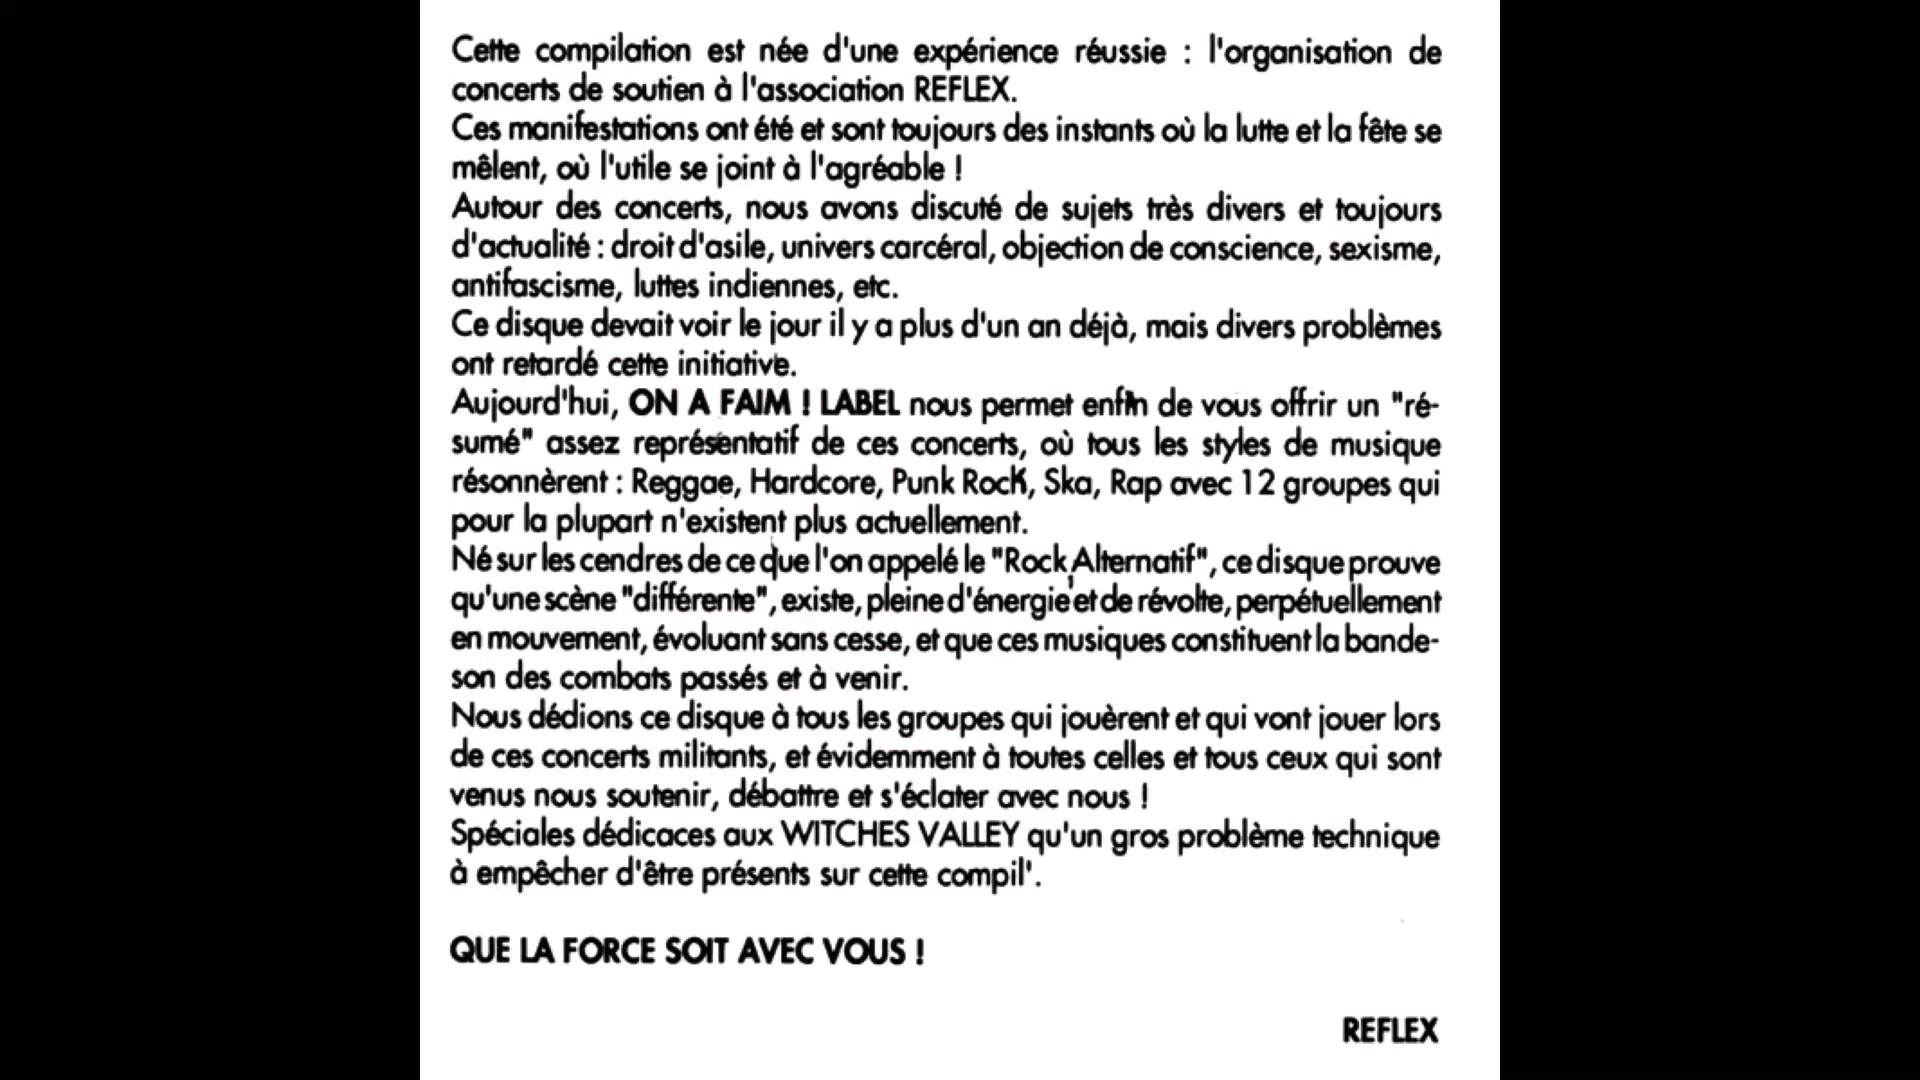 Cette compilation est née d'une expérience réussie : l'organisation de
concerts de soutien à l'association REFLEX.
Ces manifestations ont été et sont toujours des instants où la lutte et la fête se
mêlent, où l'utile se joint à l'agréable !
Autour des concerts, nous avons discuté de sujets très divers et toujours
d'actualité : droit d'asile, univers carcéral, objection de conscience, sexisme,
antifascisme, luttes indiennes, etc.
Ce disque devait voir le jour il y a plus d'un an déjà, mais divers problèmes
ont retardé cette initiative.
Aujourd'hui, ON A FAIM ! LABEL nous permet enfin de vous offrir un "ré-
sumé" assez représentatif de ces concerts, où tous les styles de musique
résonnèrent : Reggae, Hardcore, Punk Rock, Ska, Rap avec 12 groupes qui
pour la plupart n'existent plus actuellement.
Né sur les cendres de ce que l'on appelé le "Rock Alternatif", ce disque prouve
qu'une scène "différente", existe, pleine d'énergie et de révolte, perpétuellement
en mouvement, évoluant sans cesse, et que ces musiques constituent la bande-
son des combats passés et à venir.
Nous dédions ce disque à tous les groupes qui jouèrent et qui vont jouer lors
de ces concerts militants, et évidemment à toutes celles et tous ceux qui sont
venus nous soutenir, débattre et s'éclater avec nous !
Spéciales dédicaces aux WITCHES VALLEY qu'un gros problème technique
à empêcher d'être présents sur cette compil'.
QUE LA FORCE SOIT AVEC VOUS !
REFLEX